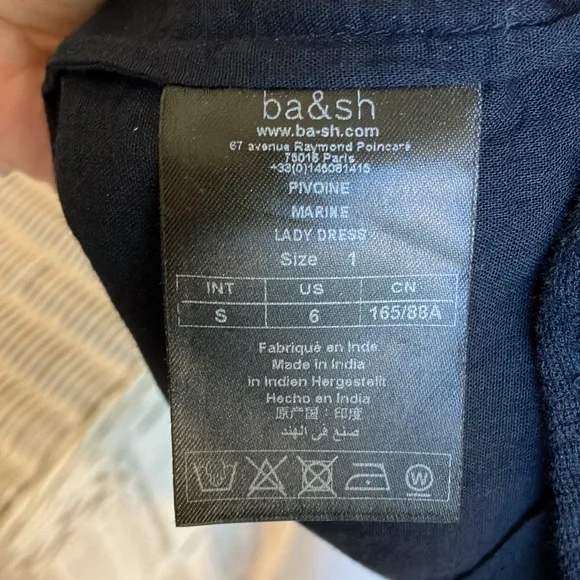 ba&sh
www.ba-sh.com
67 avenue Raymond Poincaré
75016 Paris
+33(0)145081415
PIVOINE
MARINE
LADY DRESS
Size 1
INT US CN
S 6 165/88A
Fabriqué en Inde
Made in India
in Indien Hergestellt
Hecho en India
原产国：印度
صنع في الهند
W